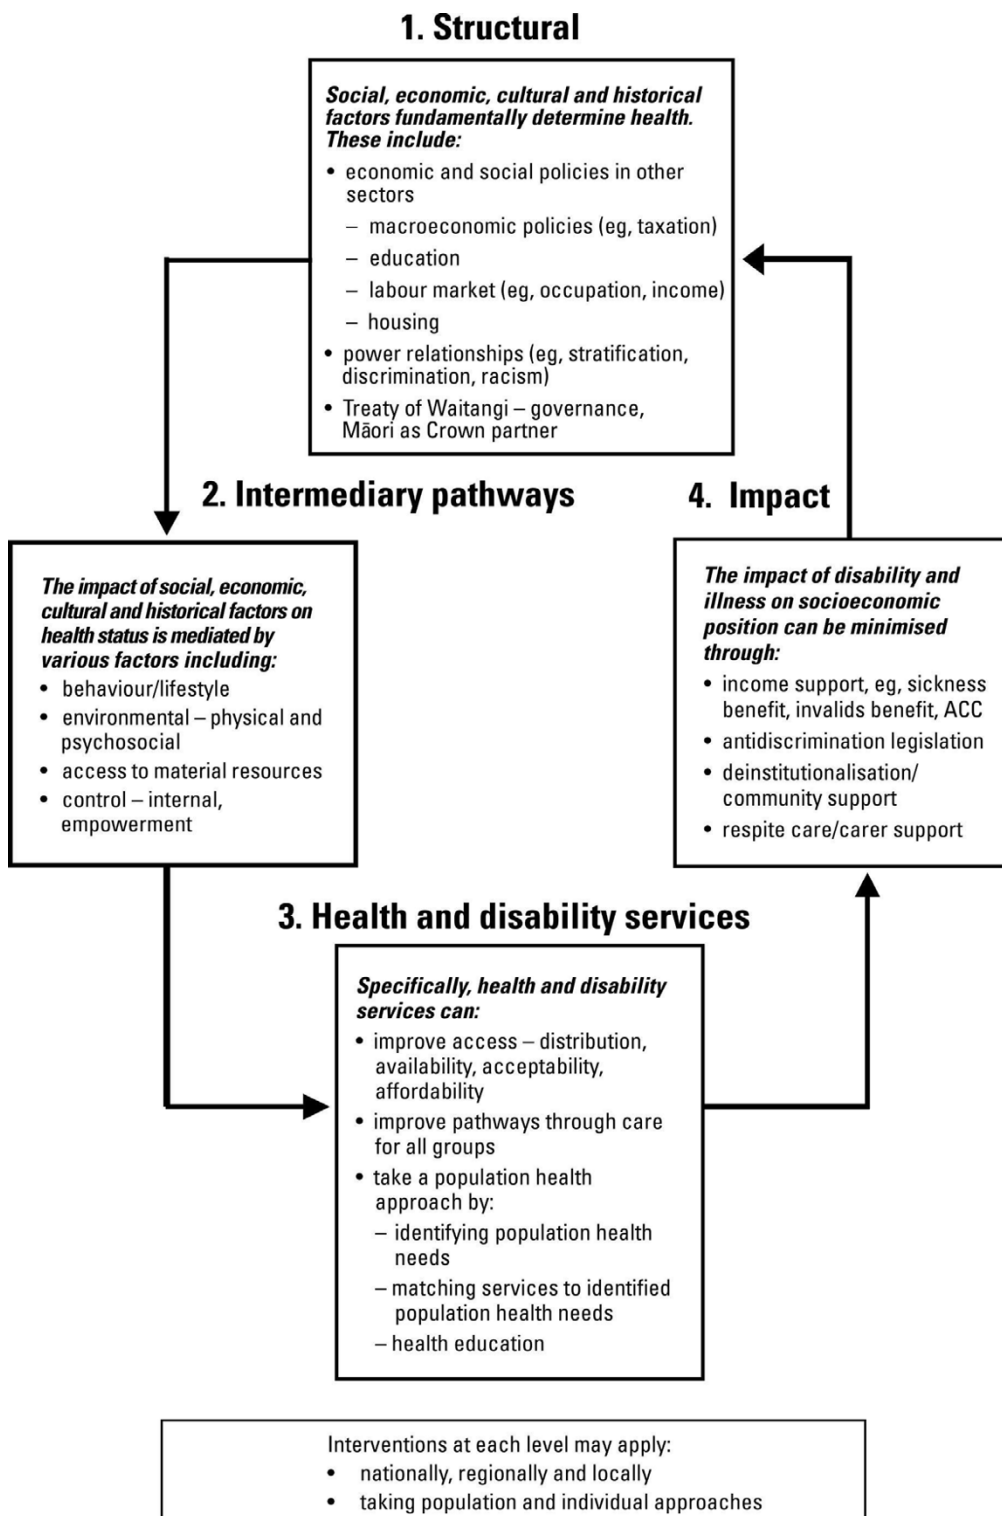 1. Structural
Social, economic, cultural and historical
factors fundamentally determine health.
These include:
• economic and social policies in other
sectors
– macroeconomic policies (eg, taxation)
– education
– labour market (eg, occupation, income)
– housing
• power relationships (eg, stratification,
discrimination, racism)
• Treaty of Waitangi – governance,
Māori as Crown partner
2. Intermediary pathways
The impact of social, economic,
cultural and historical factors on
health status is mediated by
various factors including:
• behaviour/lifestyle
• environmental – physical and
psychosocial
• access to material resources
• control – internal,
empowerment
3. Health and disability services
Specifically, health and disability
services can:
• improve access – distribution,
availability, acceptability,
affordability
• improve pathways through care
for all groups
• take a population health
approach by:
– identifying population health
needs
– matching services to identified
population health needs
– health education
4. Impact
The impact of disability and
illness on socioeconomic
position can be minimised
through:
• income support, eg, sickness
benefit, invalids benefit, ACC
• antidiscrimination legislation
• deinstitutionalisation/
community support
• respite care/carer support
Interventions at each level may apply:
• nationally, regionally and locally
• taking population and individual approaches